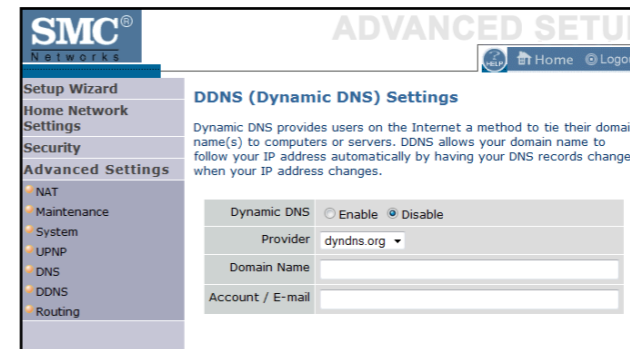 SMC®
Networks
ADVANCED SETU
HELP Home Logou
Setup Wizard
Home Network
Settings
Security
Advanced Settings
NAT
Maintenance
System
UPNP
DNS
DDNS
Routing
DDNS (Dynamic DNS) Settings
Dynamic DNS provides users on the Internet a method to tie their domai
name(s) to computers or servers. DDNS allows your domain name to
follow your IP address automatically by having your DNS records change
when your IP address changes.
Dynamic DNS Enable Disable
Provider dyndns.org
Domain Name
Account / E-mail